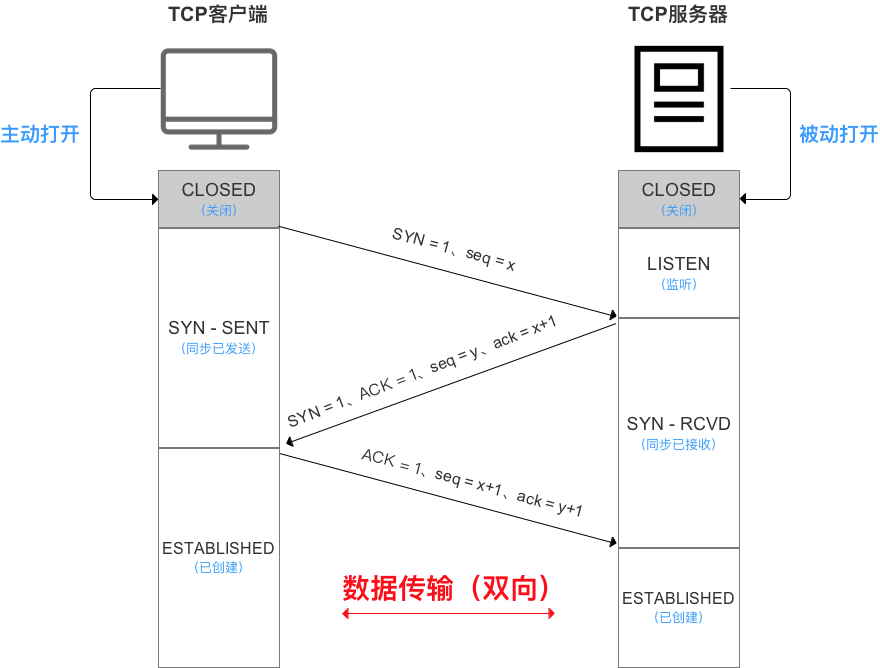 TCP客户端
TCP服务器
主动打开
被动打开
CLOSED
(关闭)
CLOSED
(关闭)
SYN = 1、seq = x
LISTEN
(监听)
SYN - SENT
(同步已发送)
SYN = 1、ACK = 1、seq = y、ack = x+1
SYN - RCVD
(同步已接收)
ACK = 1、seq = x+1、ack = y+1
ESTABLISHED
(已创建)
数据传输（双向）
ESTABLISHED
(已创建)